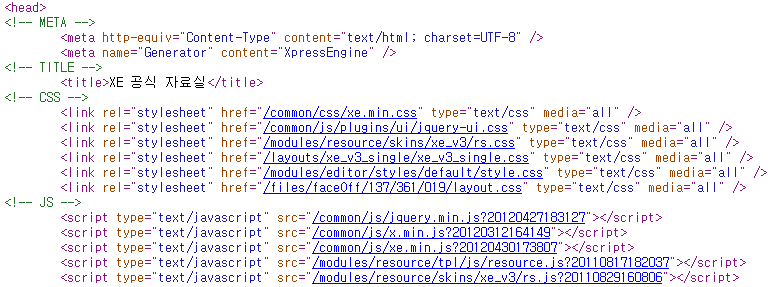 <head>
<!-- META -->
<meta http-equiv="Content-Type" content="text/html; charset=UTF-8" />
<meta name="Generator" content="XpressEngine" />
<!-- TITLE -->
<title>XE 공식 자료실</title>
<!-- CSS -->
<link rel="stylesheet" href="/common/css/xe.min.css" type="text/css" media="all" />
<link rel="stylesheet" href="/common/js/plugins/ui/jquery-ui.css" type="text/css" media="all" />
<link rel="stylesheet" href="/modules/resource/skins/xe_v3/rs.css" type="text/css" media="all" />
<link rel="stylesheet" href="/layouts/xe_v3_single/xe_v3_single.css" type="text/css" media="all" />
<link rel="stylesheet" href="/modules/editor/styles/default/style.css" type="text/css" media="all" />
<link rel="stylesheet" href="/files/faceOff/137/361/019/layout.css" type="text/css" media="all" />
<!-- JS -->
<script type="text/javascript" src="/common/js/jquery.min.js?20120427183127"></script>
<script type="text/javascript" src="/common/js/x.min.js?20120312164149"></script>
<script type="text/javascript" src="/common/js/xe.min.js?20120430173807"></script>
<script type="text/javascript" src="/modules/resource/tpl/js/resource.js?20110817182037"></script>
<script type="text/javascript" src="/modules/resource/skins/xe_v3/rs.js?20110829160806"></script>